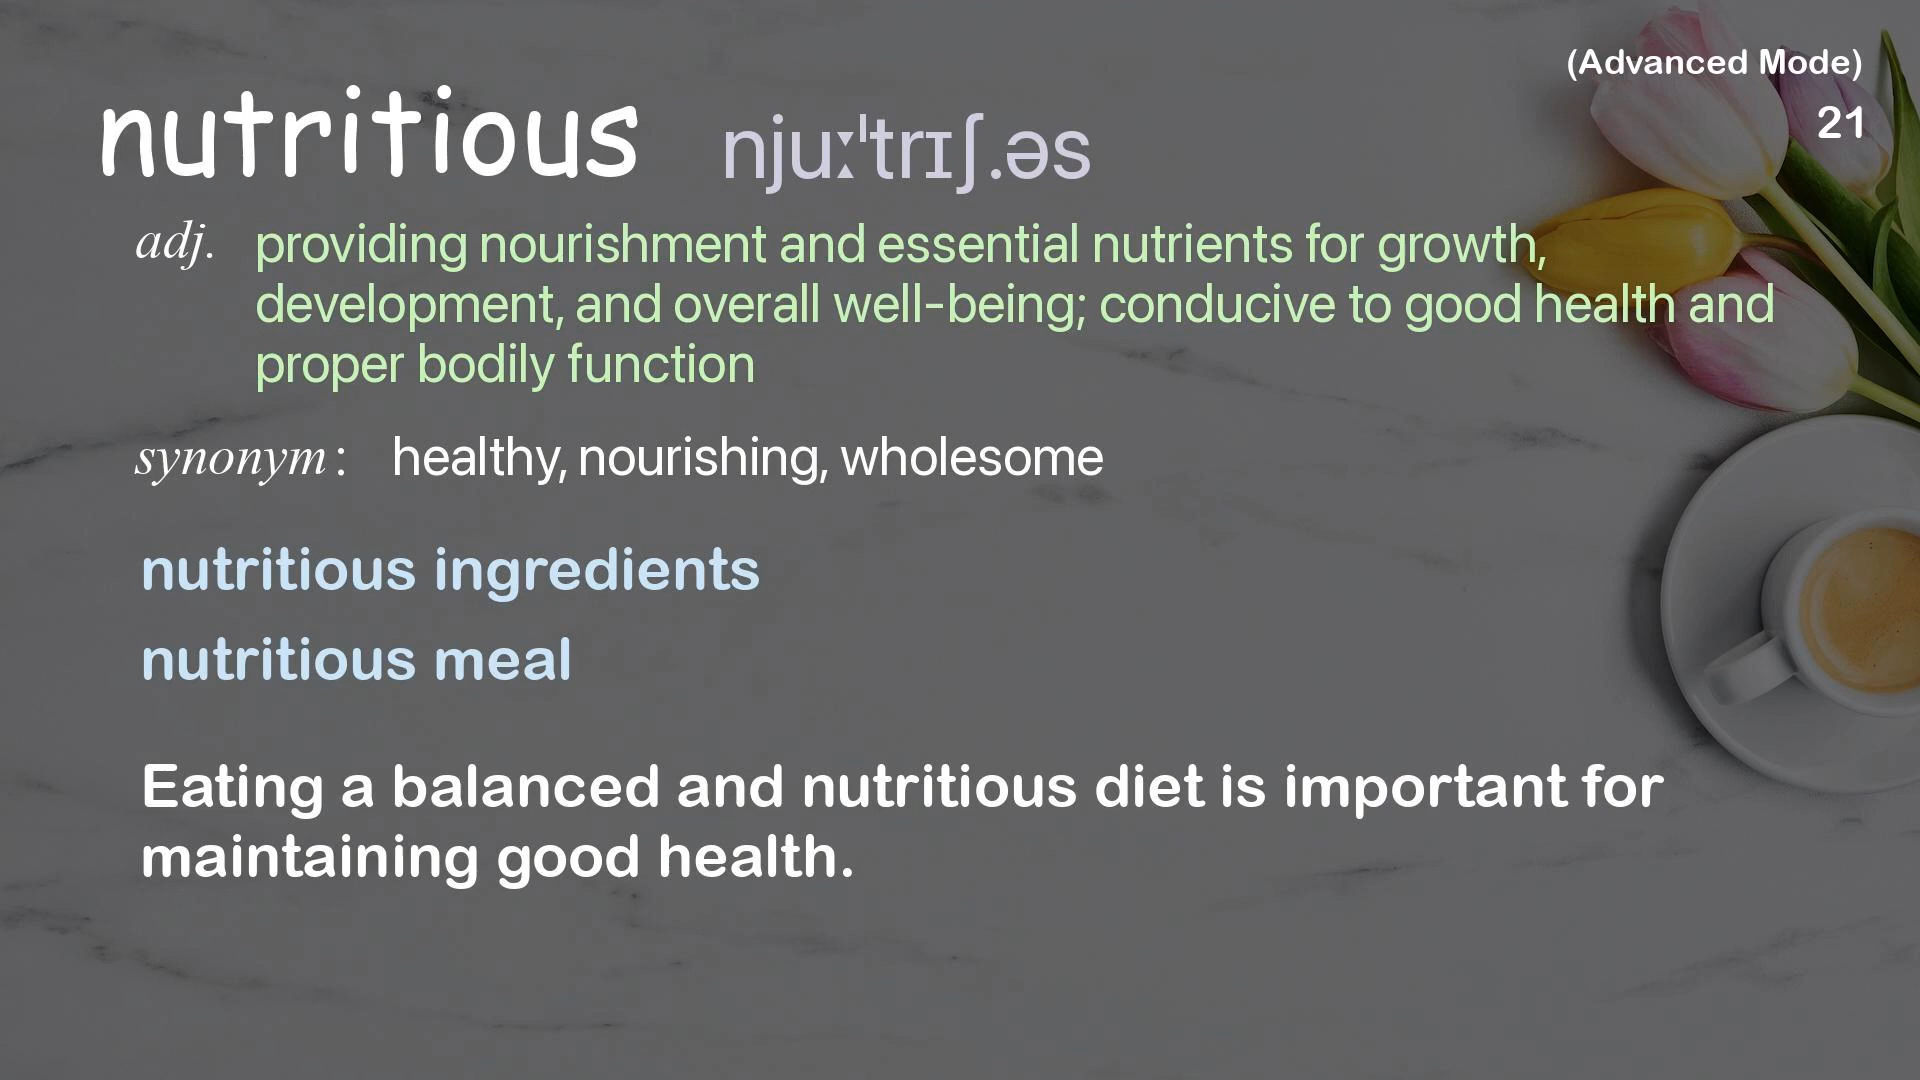 (Advanced Mode)
nutritious njuːˈtrɪʃ.əs
21
adj. providing nourishment and essential nutrients for growth,
development, and overall well-being; conducive to good health and
proper bodily function
synonym: healthy, nourishing, wholesome
nutritious ingredients
nutritious meal
Eating a balanced and nutritious diet is important for
maintaining good health.